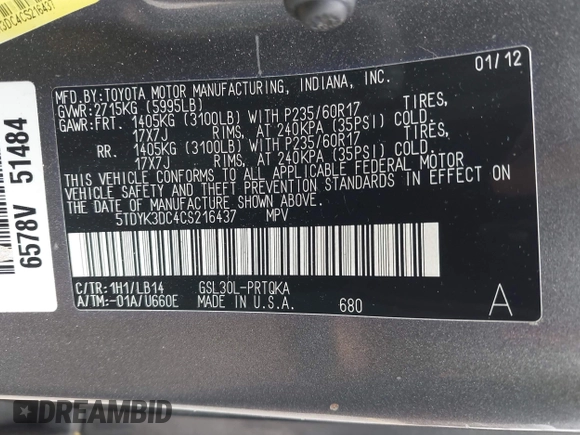 3DC4CS216437
6578V 51484
MFD.BY:TOYOTA MOTOR MANUFACTURING, INDIANA, INC. 01/12
GVWR:2715KG (5995LB)
GAWR:FRT. 1405KG (3100LB) WITH P235/60R17 TIRES,
17X7J RIMS, AT 240KPA (35PSI) COLD.
RR. 1405KG (3100LB) WITH P235/60R17 TIRES,
17X7J RIMS, AT 240KPA (35PSI) COLD.
THIS VEHICLE CONFORMS TO ALL APPLICABLE FEDERAL MOTOR
VEHICLE SAFETY AND THEFT PREVENTION STANDARDS IN EFFECT ON
THE DATE OF MANUFACTURE SHOWN ABOVE.
5TDYK3DC4CS216437 MPV
C/TR:1H1/LB14 GSL30L-PRTQKA
A/TM:-01A/U660E MADE IN U.S.A. 680 A
DREAMBID